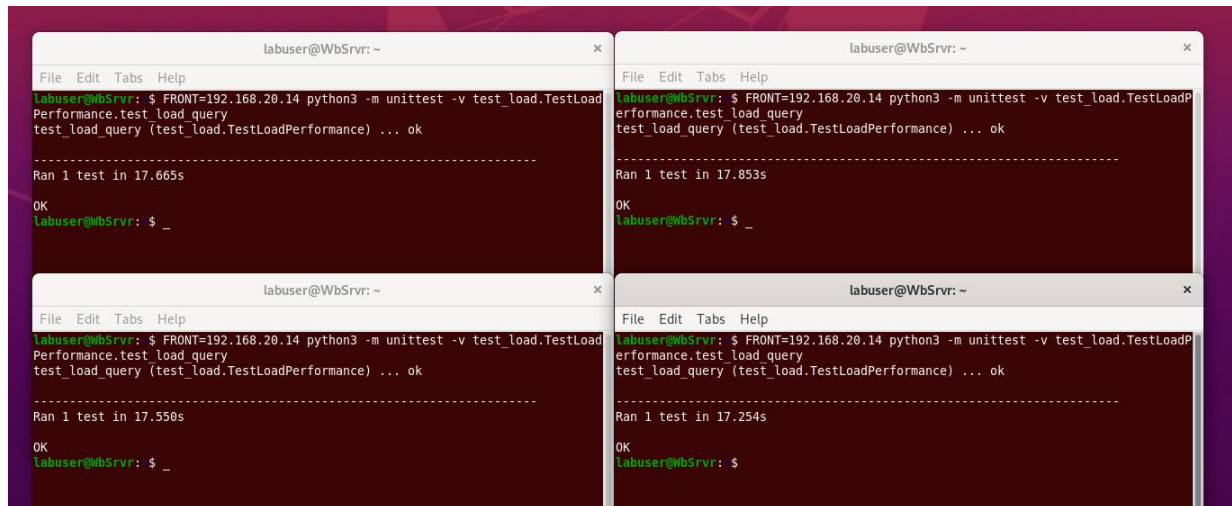 labuser@WbSrvr: ~ ×
File Edit Tabs Help
labuser@WbSrvr:~$ FRONT=192.168.20.14 python3 -m unittest -v test_load.TestLoad
Performance.test_load_query
test_load_query (test_load.TestLoadPerformance) ... ok
----------------------------------------------------------------------
Ran 1 test in 17.665s
OK
labuser@WbSrvr:~$ _
labuser@WbSrvr: ~ ×
File Edit Tabs Help
labuser@WbSrvr:~$ FRONT=192.168.20.14 python3 -m unittest -v test_load.TestLoadP
erformance.test_load_query
test_load_query (test_load.TestLoadPerformance) ... ok
----------------------------------------------------------------------
Ran 1 test in 17.853s
OK
labuser@WbSrvr:~$ _
labuser@WbSrvr: ~ ×
File Edit Tabs Help
labuser@WbSrvr:~$ FRONT=192.168.20.14 python3 -m unittest -v test_load.TestLoad
Performance.test_load_query
test_load_query (test_load.TestLoadPerformance) ... ok
----------------------------------------------------------------------
Ran 1 test in 17.550s
OK
labuser@WbSrvr:~$ _
labuser@WbSrvr: ~ ×
File Edit Tabs Help
labuser@WbSrvr:~$ FRONT=192.168.20.14 python3 -m unittest -v test_load.TestLoadP
erformance.test_load_query
test_load_query (test_load.TestLoadPerformance) ... ok
----------------------------------------------------------------------
Ran 1 test in 17.254s
OK
labuser@WbSrvr:~$